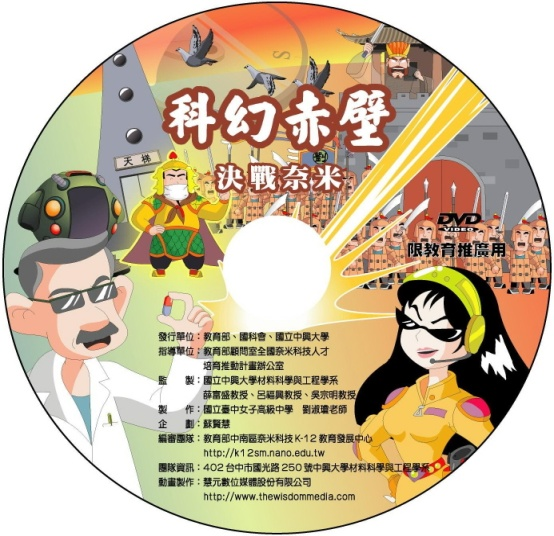 科幻赤壁
天梯
劉
決戰奈米
DVD
VIDEO
限教育推廣用
發行單位：教育部、國科會、國立中興大學
指導單位：教育部顧問室全國奈米科技人才
培育推動計畫辦公室
監　　製：國立中興大學材料科學與工程學系
薛富盛教授、呂福興教授、吳宗明教授
製　　作：國立臺中女子高級中學　劉淑瓊老師
企　　劃：蘇賢慧
編審團隊：教育部中南區奈米科技 K-12 教育發展中心
http://k12sm.nano.edu.tw
團隊資訊：402 台中市國光路 250 號中興大學材料科學與工程學系
動畫製作：慧元數位媒體股份有限公司
http://www.thewisdommedia.com